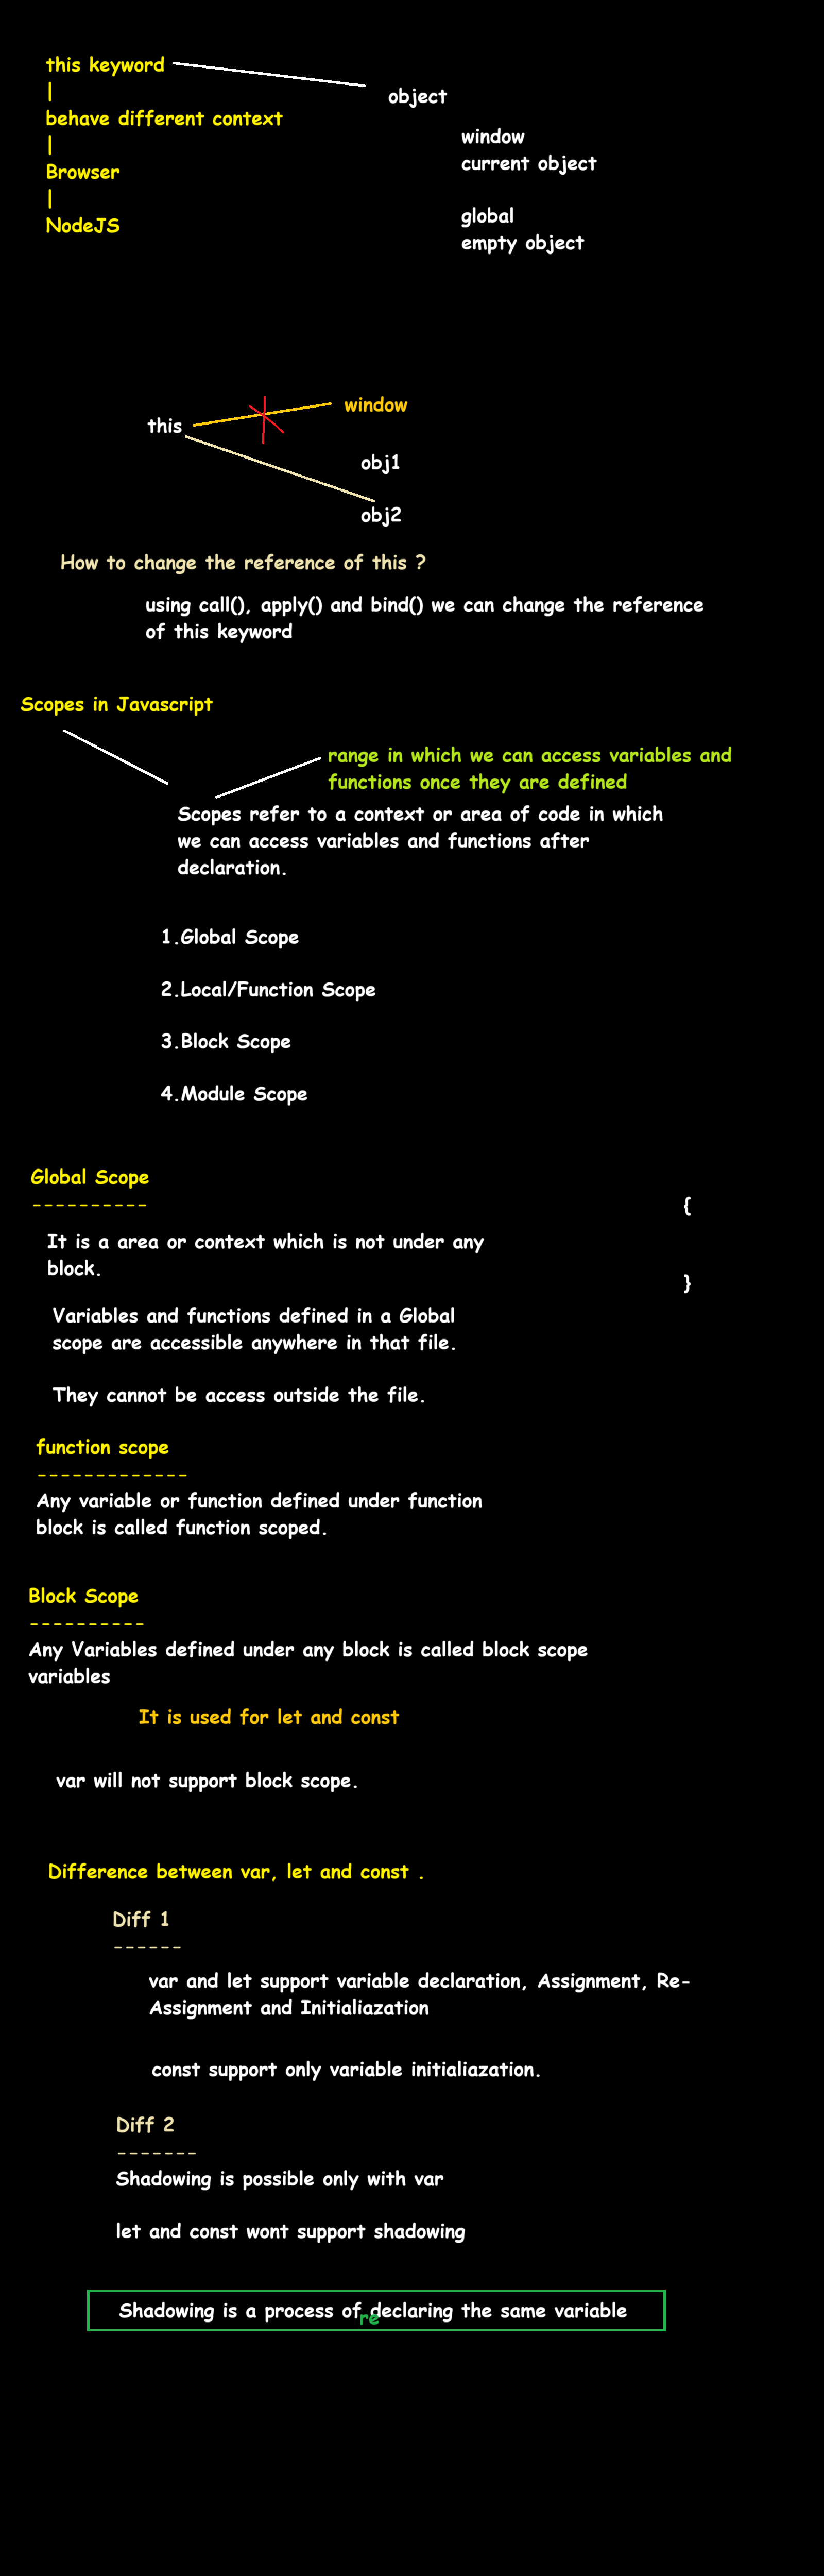 this keyword
|
object
behave different context
window
|
current object
Browser
|
global
NodeJS
empty object
window
this
obj1
obj2
How to change the reference of this ?
using call(), apply() and bind() we can change the reference
of this keyword
Scopes in Javascript
range in which we can access variables and
functions once they are defined
Scopes refer to a context or area of code in which
we can access variables and functions after
declaration.
1.Global Scope
2.Local/Function Scope
3.Block Scope
4.Module Scope
Global Scope
----------
{
It is a area or context which is not under any
block.
}
Variables and functions defined in a Global
scope are accessible anywhere in that file.
They cannot be access outside the file.
function scope
-------------
Any variable or function defined under function
block is called function scoped.
Block Scope
----------
Any Variables defined under any block is called block scope
variables
It is used for let and const
var will not support block scope.
Difference between var, let and const .
Diff 1
------
var and let support variable declaration, Assignment, Re-
Assignment and Initialiazation
const support only variable initialiazation.
Diff 2
-------
Shadowing is possible only with var
let and const wont support shadowing
Shadowing is a process of declaring the same variable
re